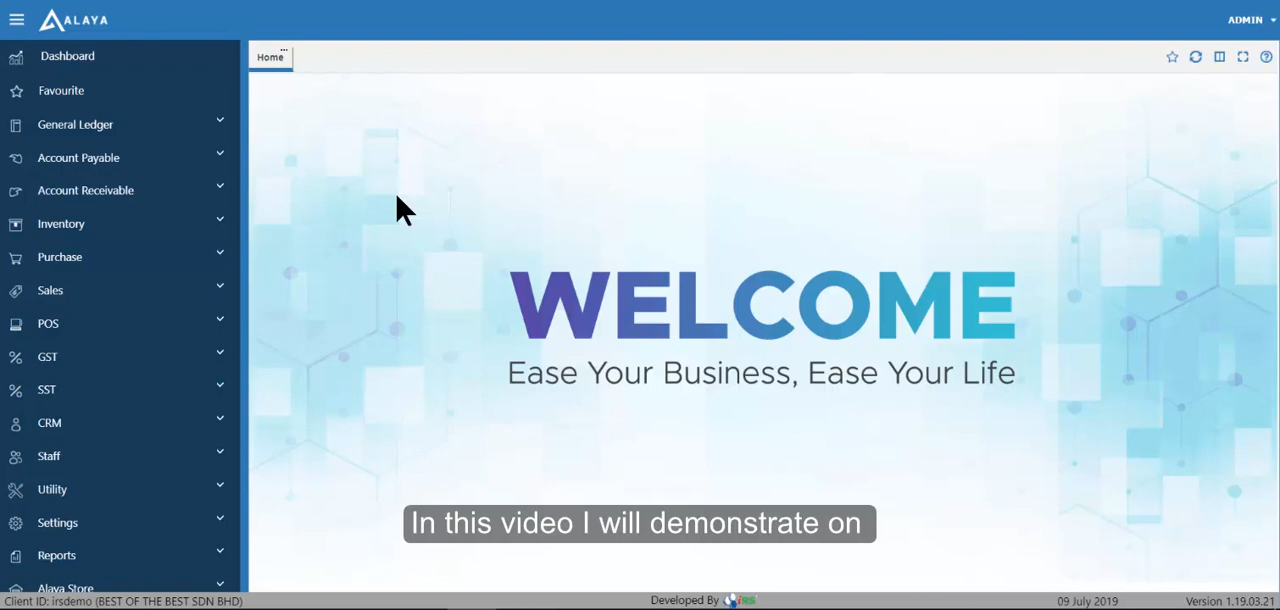 ALAYA
ADMIN
Dashboard
Favourite
General Ledger
Account Payable
Account Receivable
Inventory
Purchase
Sales
POS
GST
SST
CRM
Staff
Utility
Settings
Reports
Alaya Store
Home
WELCOME
Ease Your Business, Ease Your Life
In this video I will demonstrate on
Client ID: irsdemo (BEST OF THE BEST SDN BHD)
Developed By iRS
09 July 2019
Version 1.19.03.21